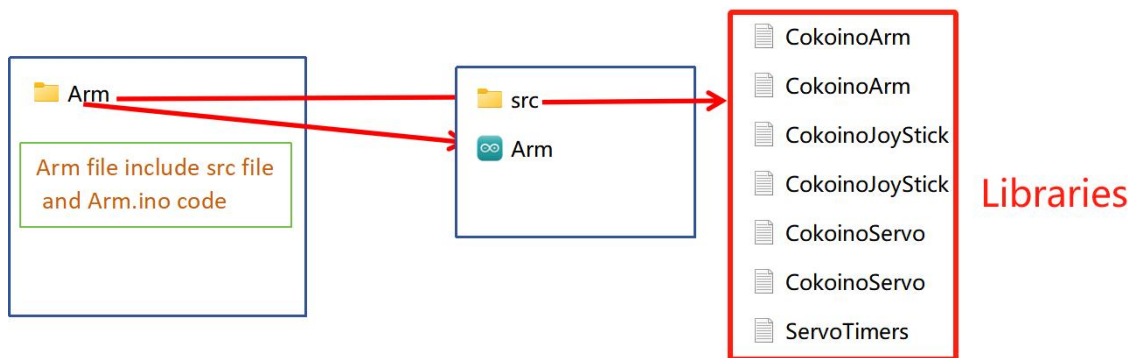 Arm
Arm file include src file
and Arm.ino code
src
Arm
CokoinoArm
CokoinoArm
CokoinoJoyStick
CokoinoJoyStick
CokoinoServo
CokoinoServo
ServoTimers
Libraries